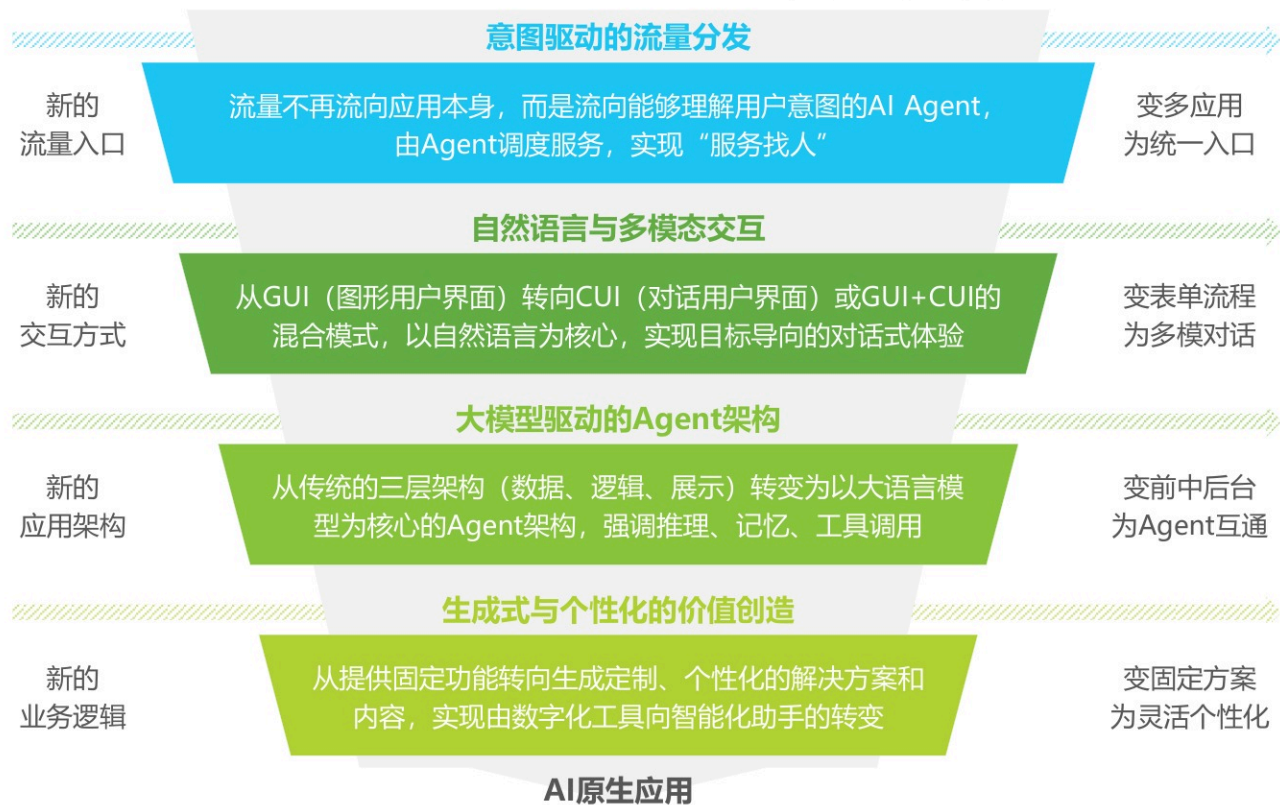 意图驱动的流量分发
新的
流量入口
流量不再流向应用本身，而是流向能够理解用户意图的AI Agent，
由Agent调度服务，实现“服务找人”
变多应用
为统一入口
自然语言与多模态交互
新的
交互方式
从GUI（图形用户界面）转向CUI（对话用户界面）或GUI+CUI的
混合模式，以自然语言为核心，实现目标导向的对话式体验
变表单流程
为多模对话
大模型驱动的Agent架构
新的
应用架构
从传统的三层架构（数据、逻辑、展示）转变为以大语言模
型为核心的Agent架构，强调推理、记忆、工具调用
变前中后台
为Agent互通
生成式与个性化的价值创造
新的
业务逻辑
从提供固定功能转向生成定制、个性化的解决方案和
内容，实现由数字化工具向智能化助手的转变
变固定方案
为灵活个性化
AI原生应用